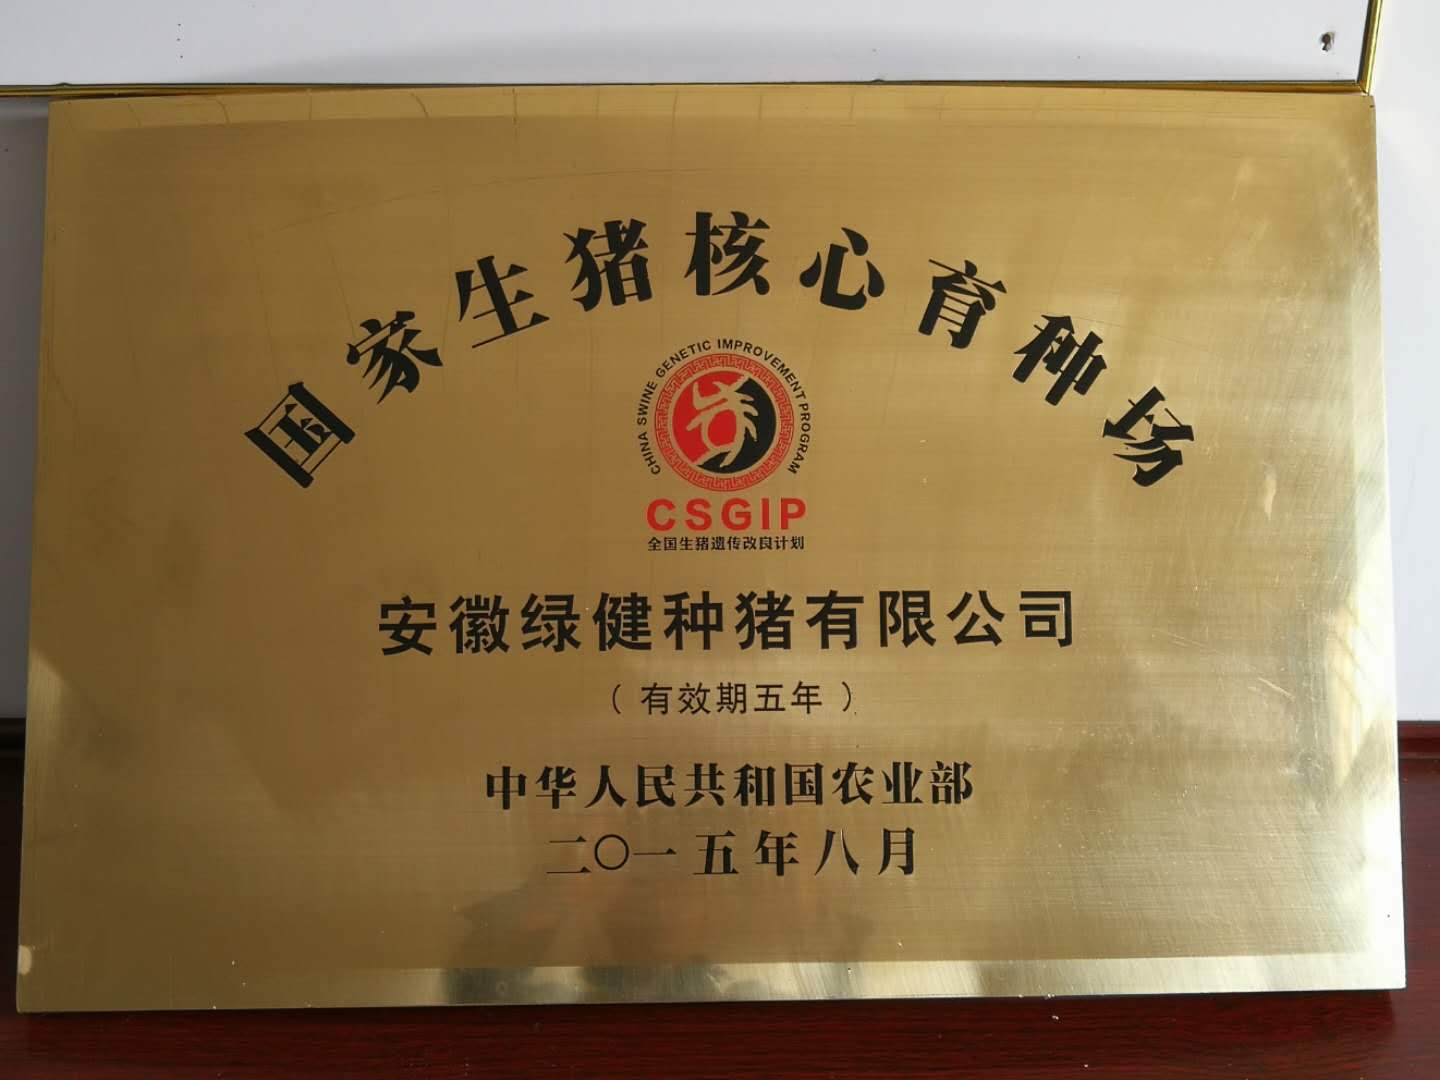 国家生猪核心育种场
CHINA SWINE GENETIC IMPROVEMENT PROGRAM
CSGIP
全国生猪遗传改良计划
安徽绿健种猪有限公司
（有效期五年）
中华人民共和国农业部
二〇一五年八月